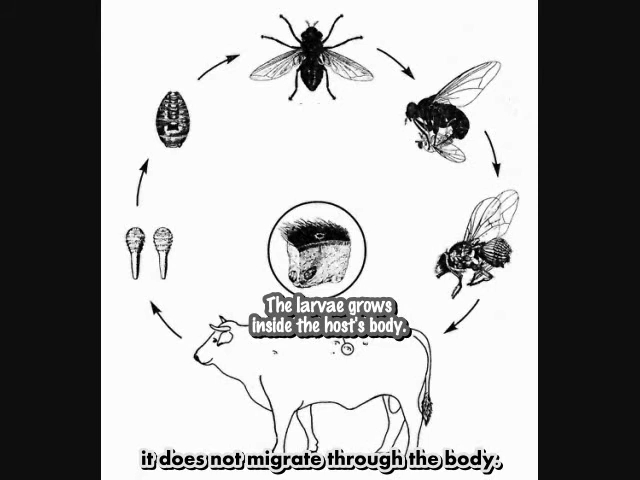 The larvae grows
inside the host's body.
it does not migrate through the body.